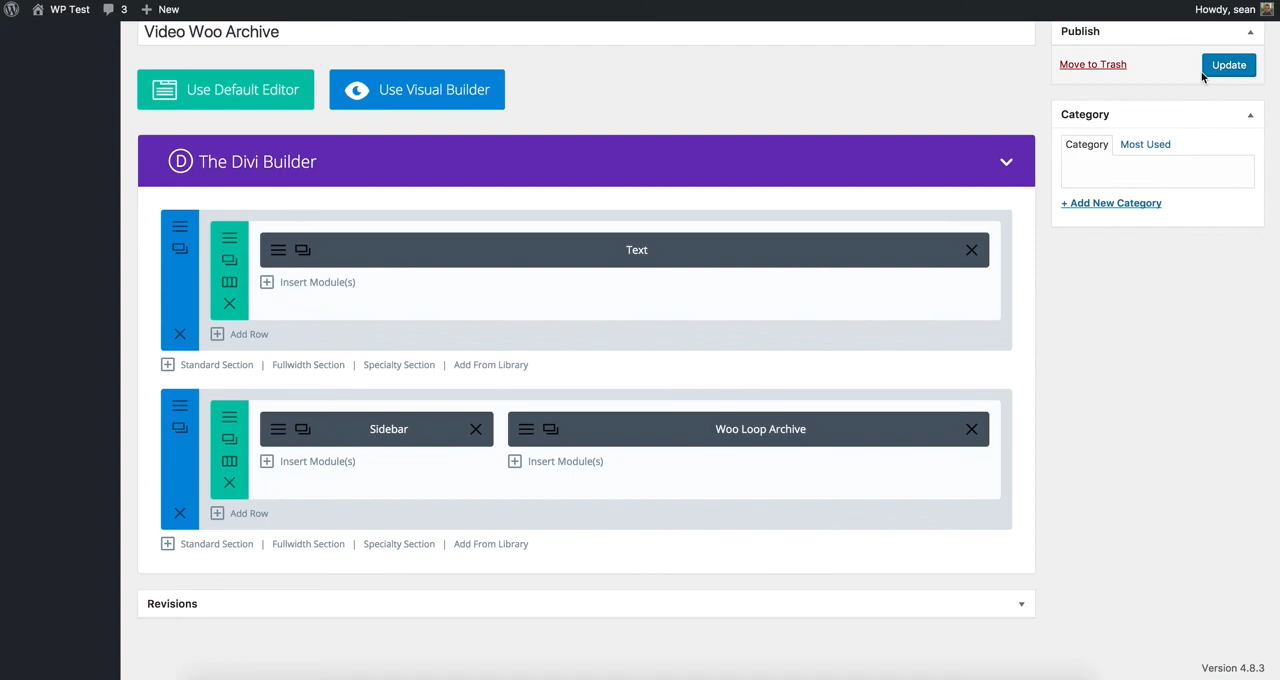 WP Test
3
New
Howdy, sean
Video Woo Archive
Publish
Move to Trash
Update
Use Default Editor
Use Visual Builder
Category
Category
Most Used
+ Add New Category
D The Divi Builder
Text
Insert Module(s)
Add Row
Standard Section | Fullwidth Section | Specialty Section | Add From Library
Sidebar
Woo Loop Archive
Insert Module(s)
Insert Module(s)
Add Row
Standard Section | Fullwidth Section | Specialty Section | Add From Library
Revisions
Version 4.8.3